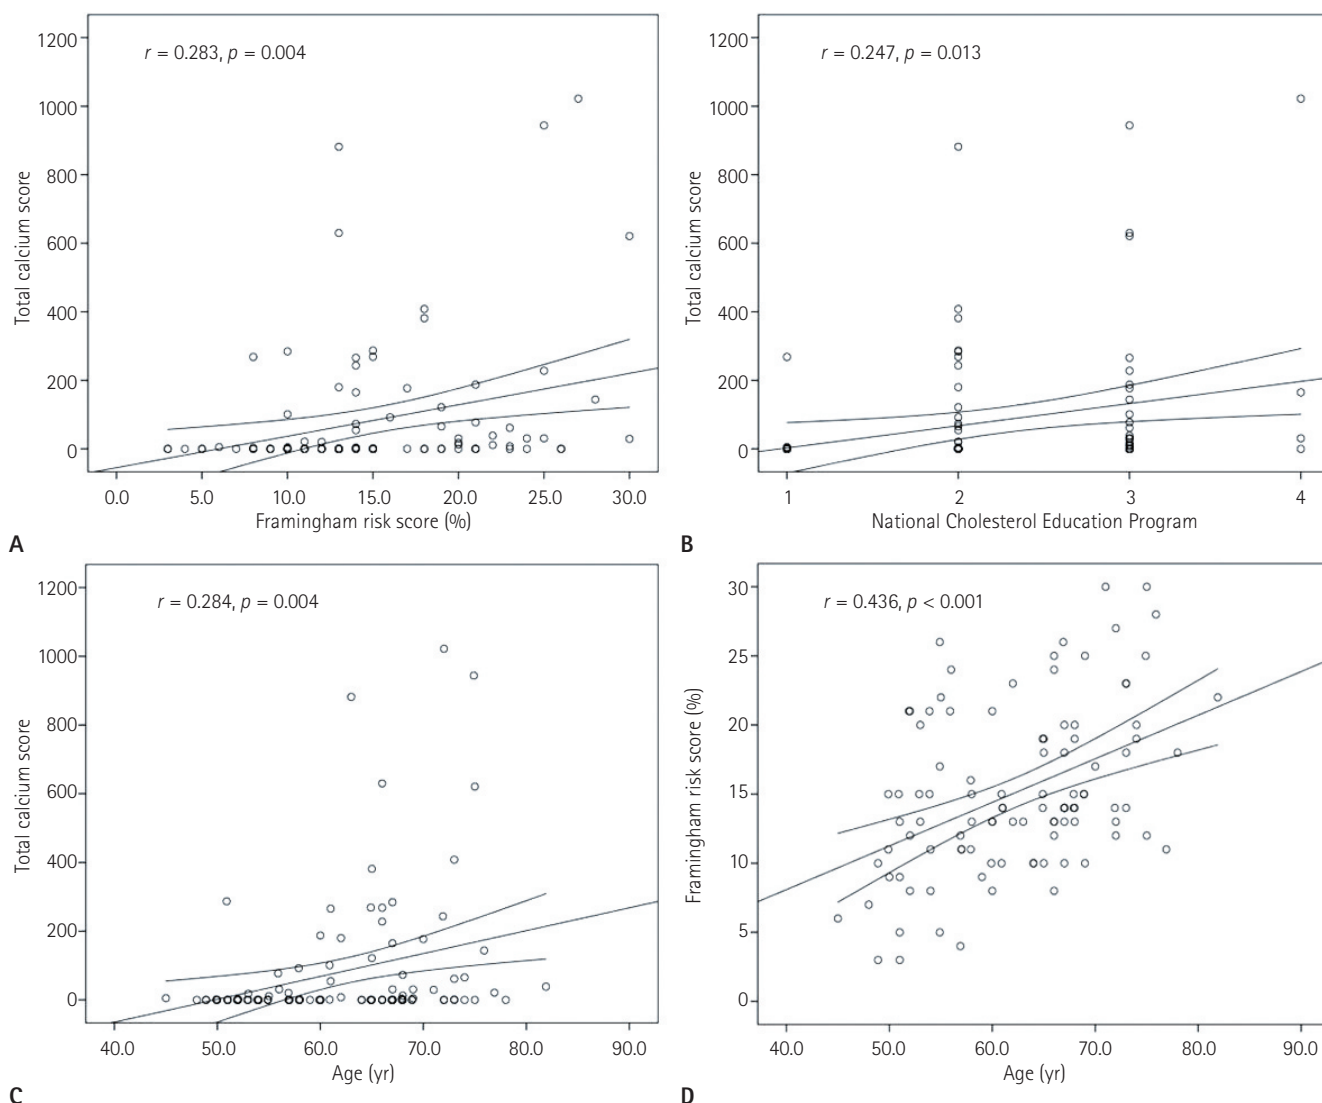 1200
1000
800
600
400
200
0
Total calcium score
r = 0.283, p = 0.004
0.0 5.0 10.0 15.0 20.0 25.0 30.0
Framingham risk score (%)
A
1200
1000
800
600
400
200
0
Total calcium score
r = 0.247, p = 0.013
1 2 3 4
National Cholesterol Education Program
B
1200
1000
800
600
400
200
0
Total calcium score
r = 0.284, p = 0.004
40.0 50.0 60.0 70.0 80.0 90.0
Age (yr)
C
30
25
20
15
10
5
0
Framingham risk score (%)
r = 0.436, p < 0.001
40.0 50.0 60.0 70.0 80.0 90.0
Age (yr)
D